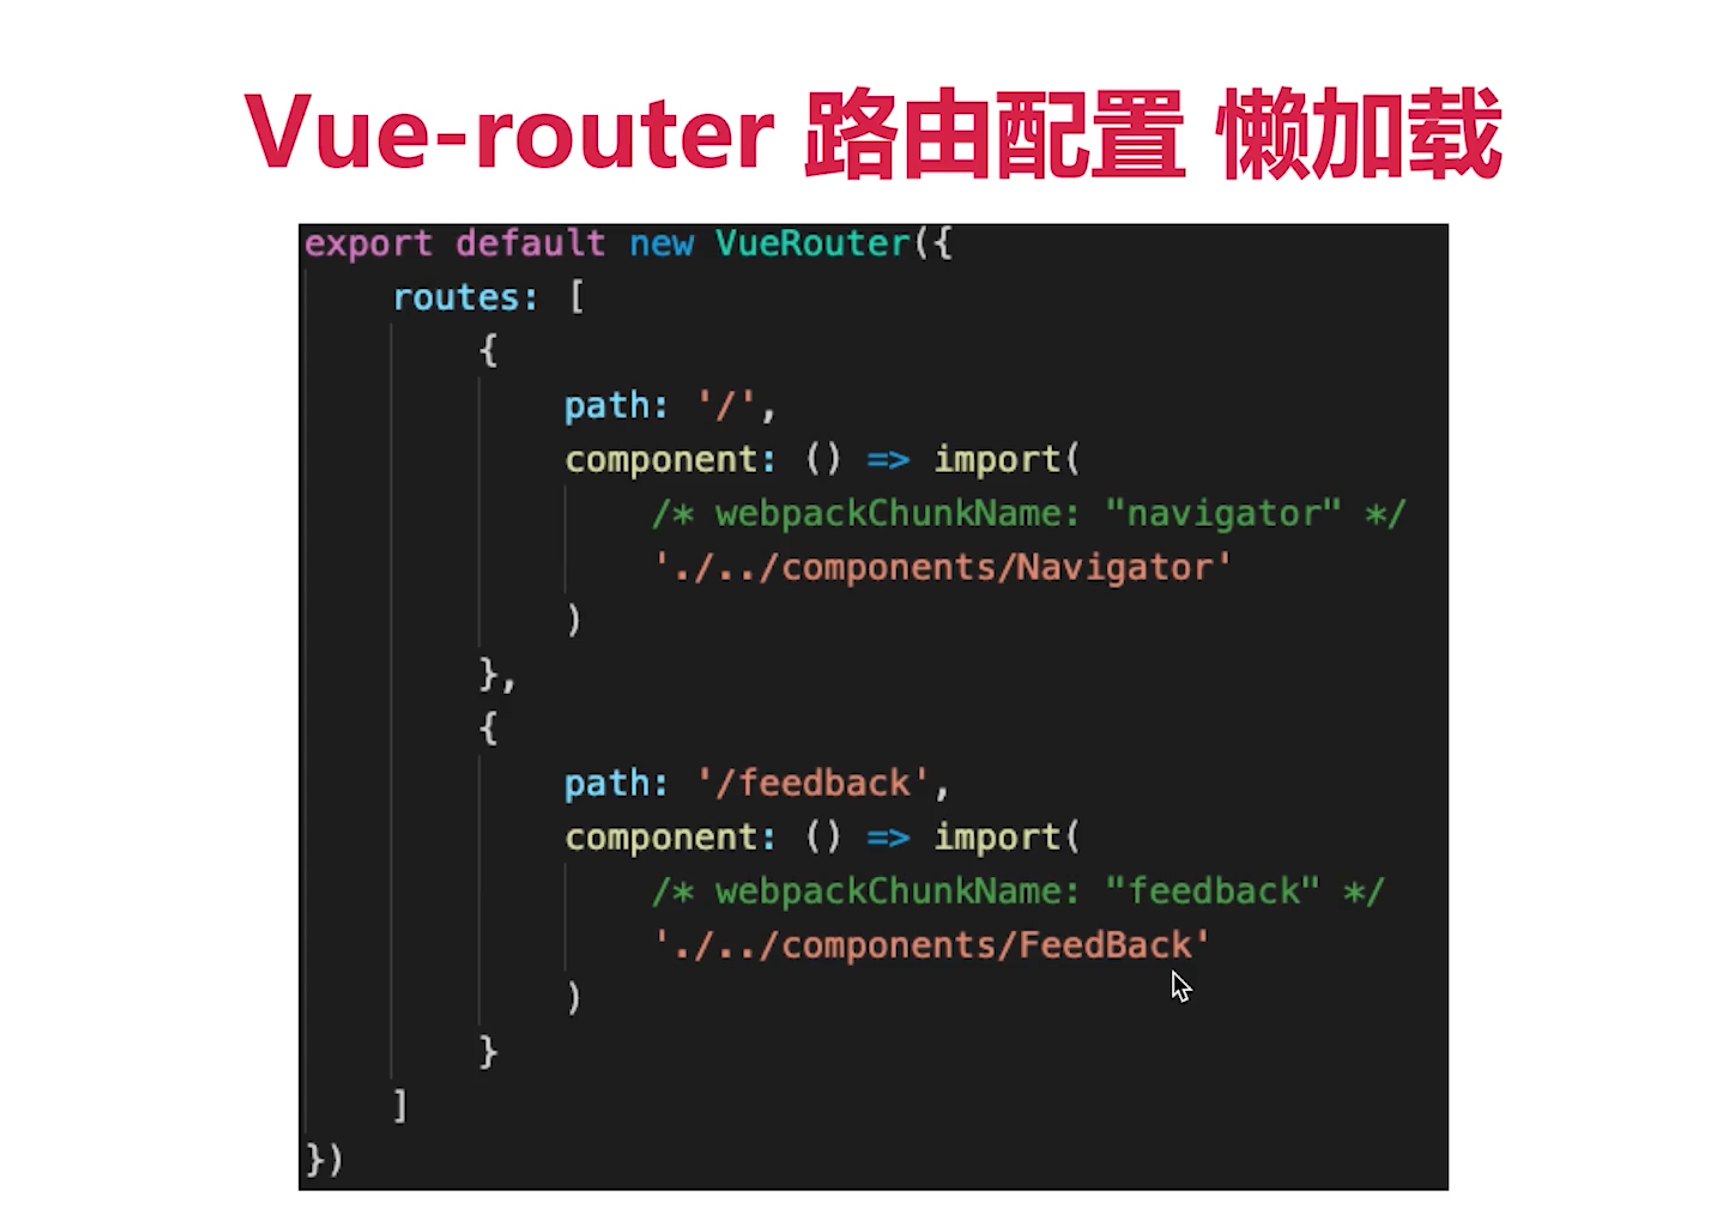 Vue-router 路由配置 懒加载
export default new VueRouter({
routes: [
{
path: '/',
component: () => import(
/* webpackChunkName: "navigator" */
'./../components/Navigator'
)
},
{
path: '/feedback',
component: () => import(
/* webpackChunkName: "feedback" */
'./../components/FeedBack'
)
}
]
})